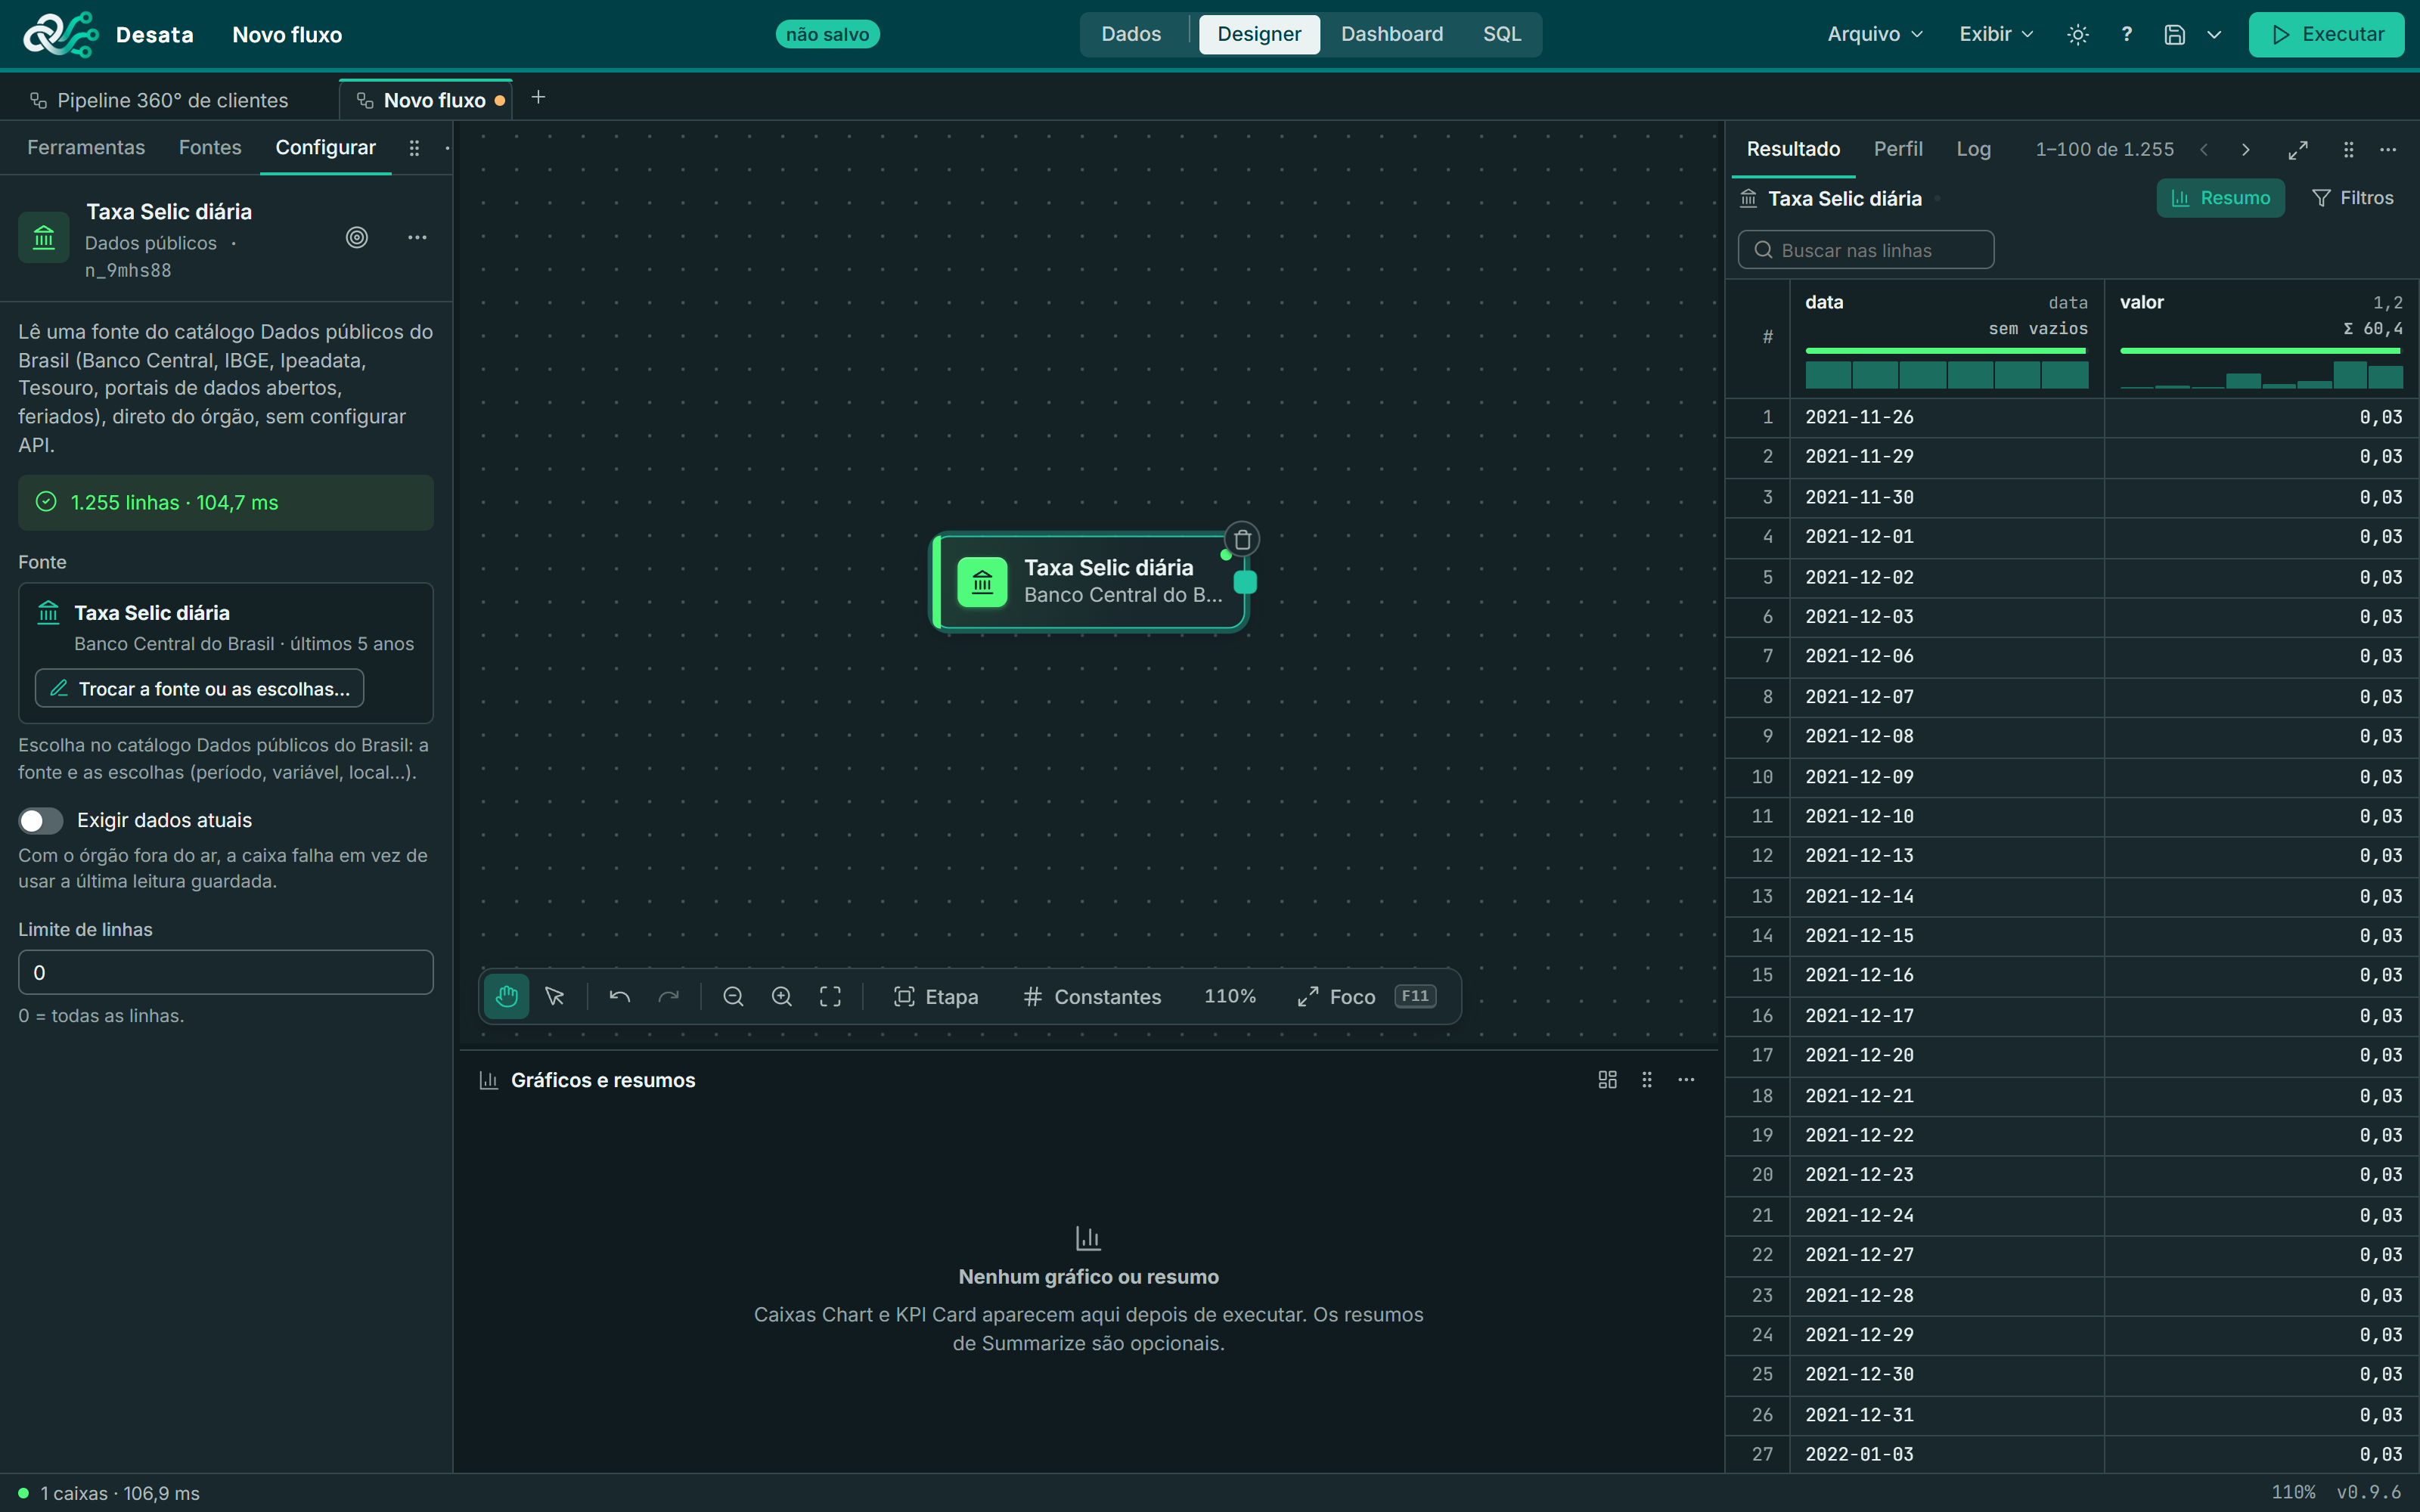 Desata
Novo fluxo
não salvo
Dados
Designer
Dashboard
SQL
Arquivo
Exibir
?
Executar
Pipeline 360° de clientes
Novo fluxo
+
Ferramentas
Fontes
Configurar
Taxa Selic diária
Dados públicos ·
n_9mhs88
Lê uma fonte do catálogo Dados públicos do
Brasil (Banco Central, IBGE, Ipeadata,
Tesouro, portais de dados abertos,
feriados), direto do órgão, sem configurar
API.
1.255 linhas · 104,7 ms
Fonte
Taxa Selic diária
Banco Central do Brasil · últimos 5 anos
Trocar a fonte ou as escolhas...
Escolha no catálogo Dados públicos do Brasil: a
fonte e as escolhas (período, variável, local...).
Exigir dados atuais
Com o órgão fora do ar, a caixa falha em vez de
usar a última leitura guardada.
Limite de linhas
0
0 = todas as linhas.
Taxa Selic diária
Banco Central do B...
Etapa
Constantes
110%
Foco
F11
Gráficos e resumos
Nenhum gráfico ou resumo
Caixas Chart e KPI Card aparecem aqui depois de executar. Os resumos
de Summarize são opcionais.
Resultado
Perfil
Log
1–100 de 1.255
Taxa Selic diária
Resumo
Filtros
Buscar nas linhas
# data data valor 1,2
sem vazios Σ 60,4
1 2021-11-26 0,03
2 2021-11-29 0,03
3 2021-11-30 0,03
4 2021-12-01 0,03
5 2021-12-02 0,03
6 2021-12-03 0,03
7 2021-12-06 0,03
8 2021-12-07 0,03
9 2021-12-08 0,03
10 2021-12-09 0,03
11 2021-12-10 0,03
12 2021-12-13 0,03
13 2021-12-14 0,03
14 2021-12-15 0,03
15 2021-12-16 0,03
16 2021-12-17 0,03
17 2021-12-20 0,03
18 2021-12-21 0,03
19 2021-12-22 0,03
20 2021-12-23 0,03
21 2021-12-24 0,03
22 2021-12-27 0,03
23 2021-12-28 0,03
24 2021-12-29 0,03
25 2021-12-30 0,03
26 2021-12-31 0,03
27 2022-01-03 0,03
1 caixas · 106,9 ms
110%
v0.9.6